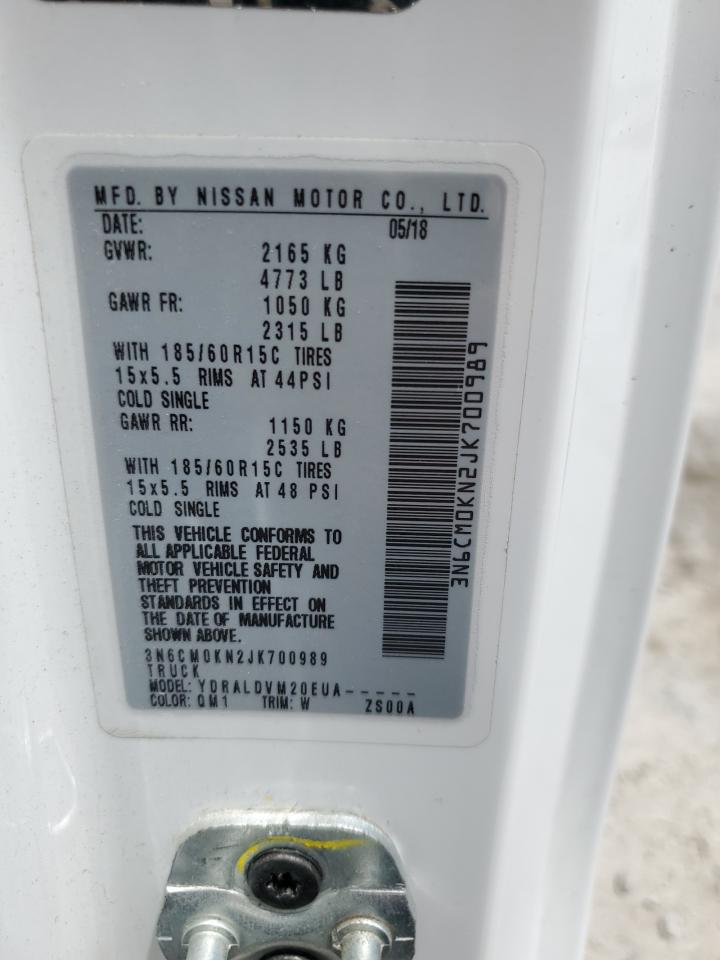 MFD. BY NISSAN MOTOR CO., LTD.
DATE: 05/18
GVWR: 2165 KG
4773 LB
GAWR FR: 1050 KG
2315 LB
WITH 185/60R15C TIRES
15x5.5 RIMS AT 44PSI
COLD SINGLE
GAWR RR: 1150 KG
2535 LB
WITH 185/60R15C TIRES
15x5.5 RIMS AT 48 PSI
COLD SINGLE
THIS VEHICLE CONFORMS TO
ALL APPLICABLE FEDERAL
MOTOR VEHICLE SAFETY AND
THEFT PREVENTION
STANDARDS IN EFFECT ON
THE DATE OF MANUFACTURE
SHOWN ABOVE.
3N6CM0KN2JK700989
TRUCK
MODEL: YDRALDVM20EUA-----
COLOR: QM1 TRIM: W ZS00A
3N6CM0KN2JK700989